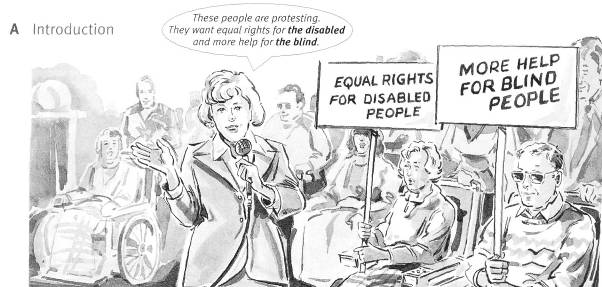 A Introduction
These people are protesting.
They want equal rights for the disabled
and more help for the blind.
EQUAL RIGHTS
FOR DISABLED
PEOPLE
MORE HELP
FOR BLIND
PEOPLE